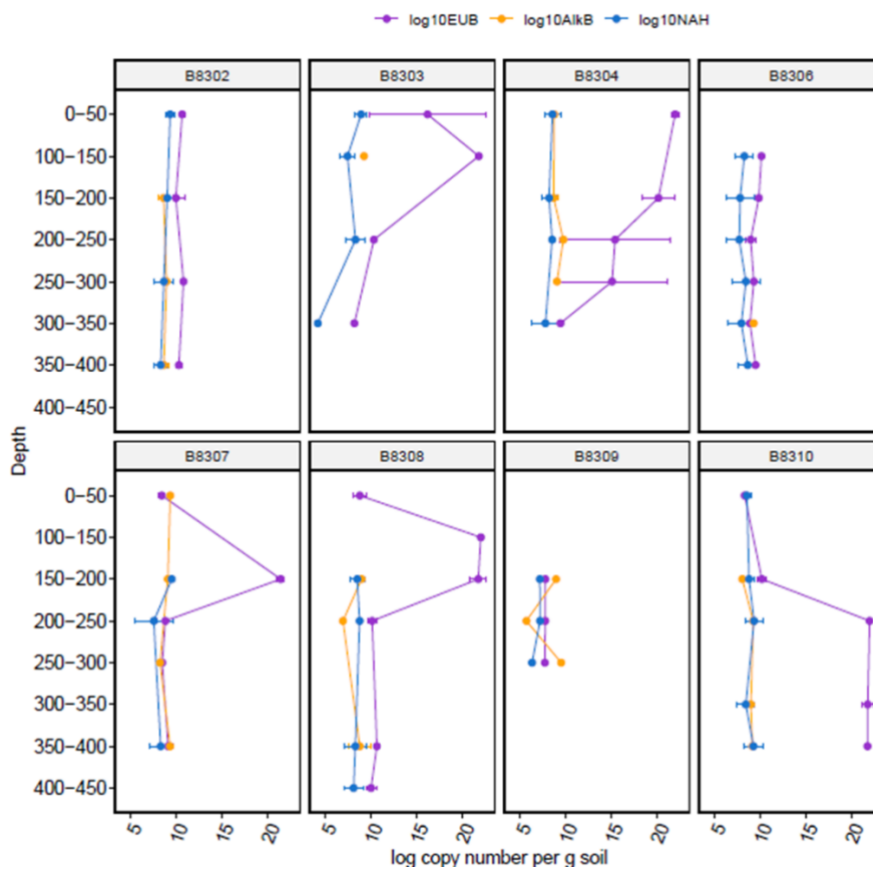 log10EUB log10AlkB log10NAH
B8302 B8303 B8304 B8306
0-50
100-150
150-200
200-250
250-300
300-350
350-400
400-450
Depth
B8307 B8308 B8309 B8310
0-50
100-150
150-200
200-250
250-300
300-350
350-400
400-450
5 10 15 20 5 10 15 20 5 10 15 20 5 10 15 20
log copy number per g soil